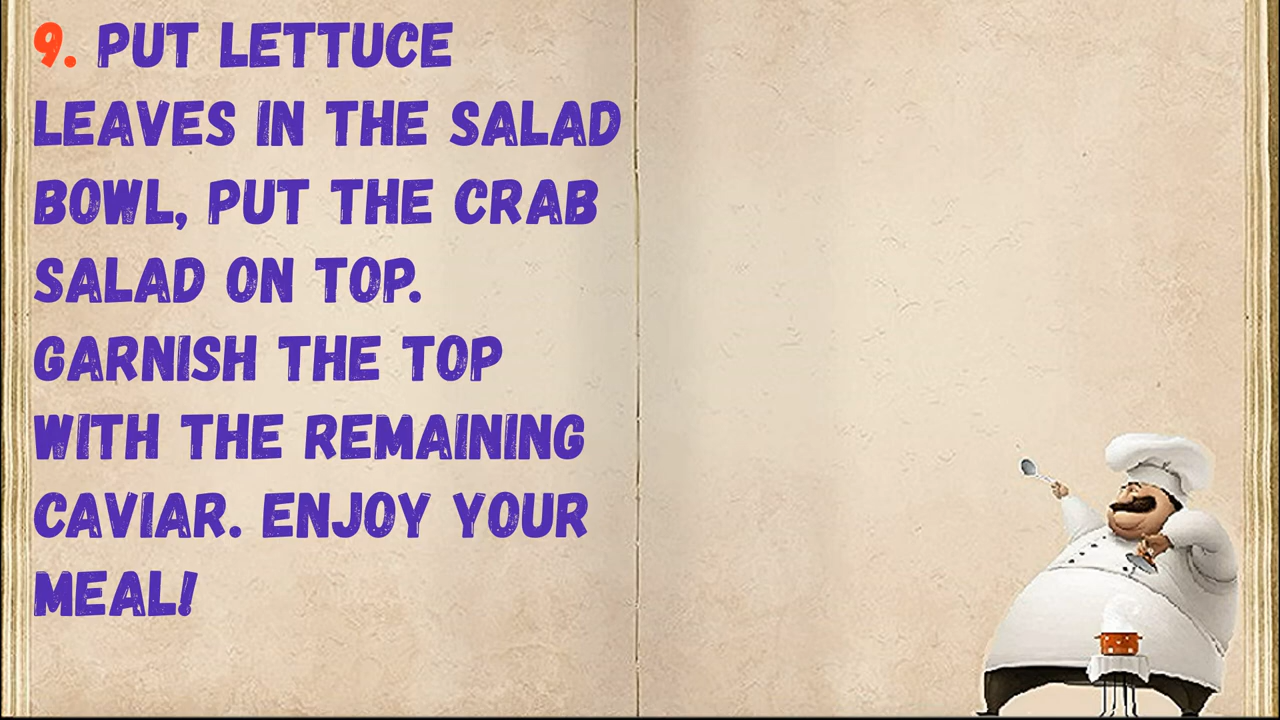 9. PUT LETTUCE
LEAVES IN THE SALAD
BOWL, PUT THE CRAB
SALAD ON TOP.
GARNISH THE TOP
WITH THE REMAINING
CAVIAR. ENJOY YOUR
MEAL!